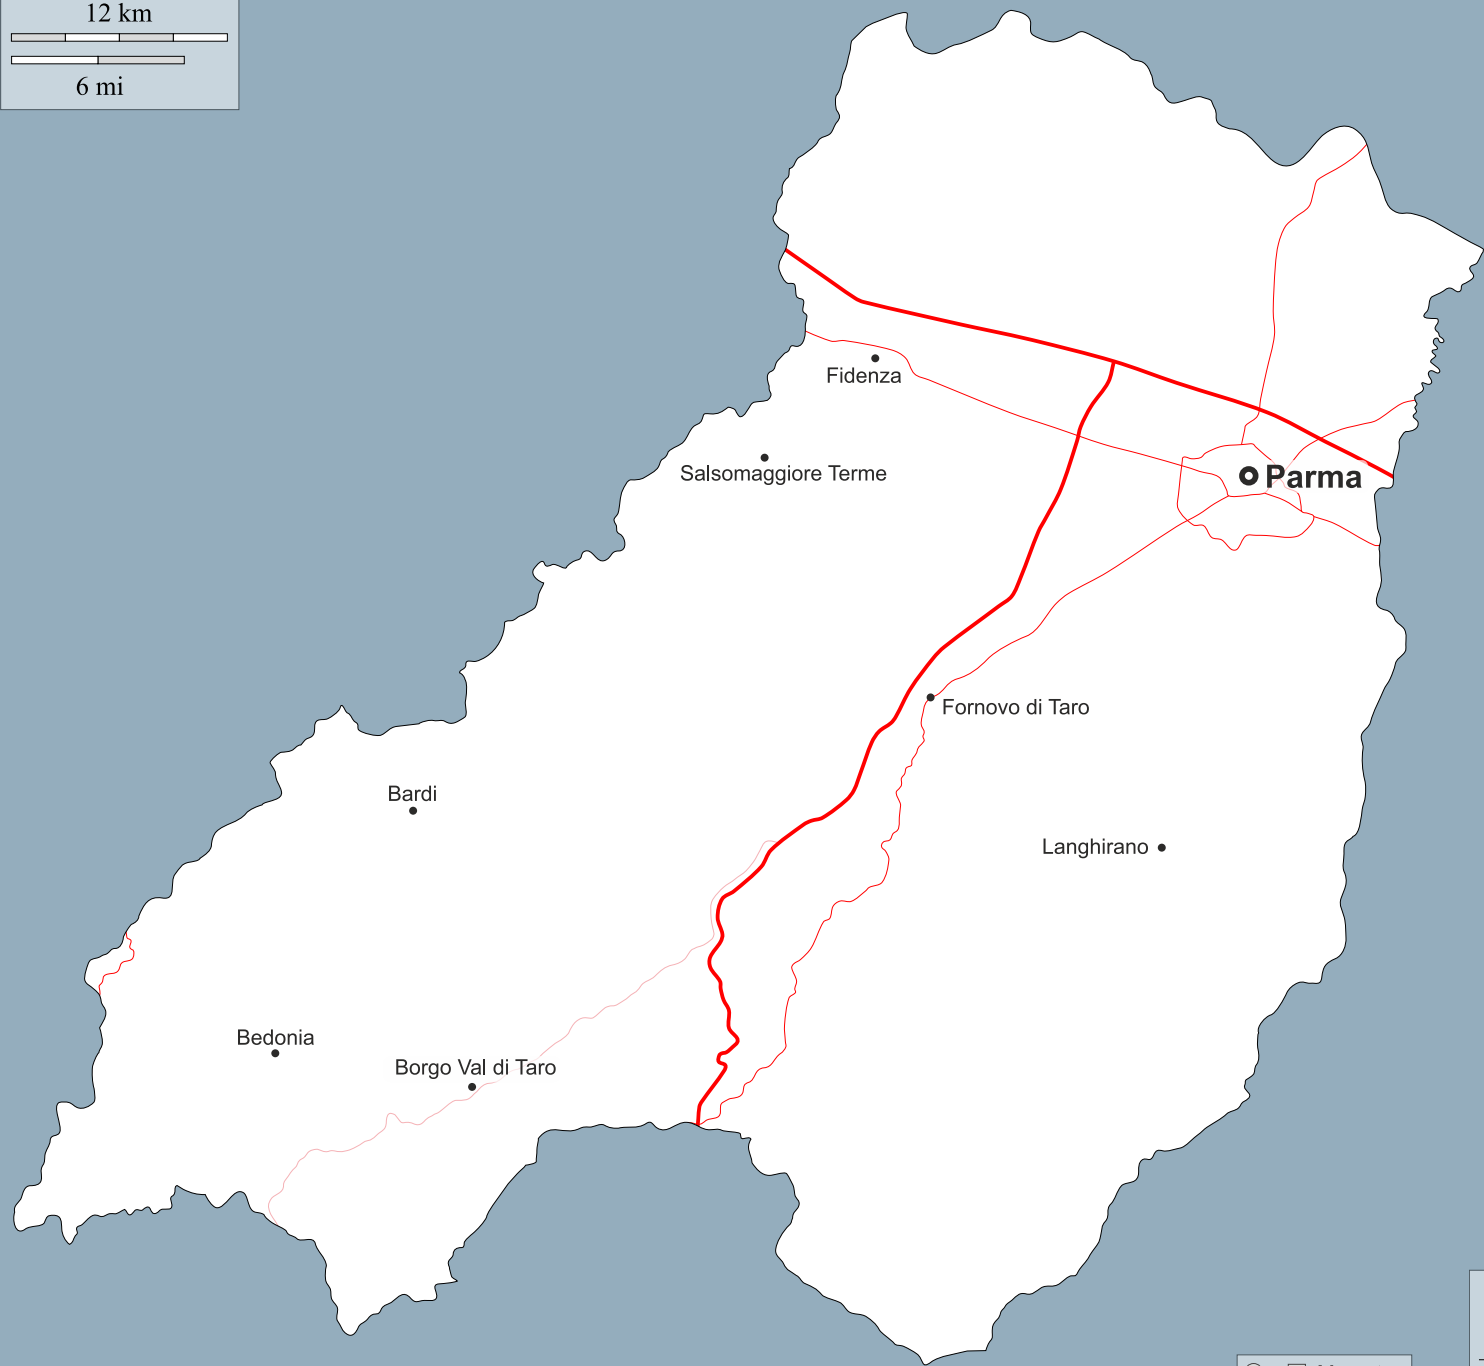 12 km
6 mi
Fidenza
Salsomaggiore Terme
Parma
Fornovo di Taro
Bardi
Langhirano
Bedonia
Borgo Val di Taro